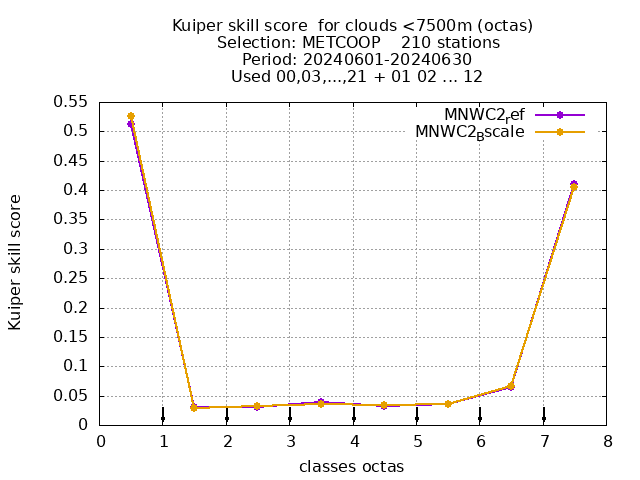 Kuiper skill score  for clouds <7500m (octas)
Selection: METCOOP    210 stations
Period: 20240601-20240630
Used 00,03,...,21 + 01 02 ... 12
MNWC2ref
MNWC2Bscale
Kuiper skill score
0.55
0.5
0.45
0.4
0.35
0.3
0.25
0.2
0.15
0.1
0.05
0
0 1 2 3 4 5 6 7 8
classes octas